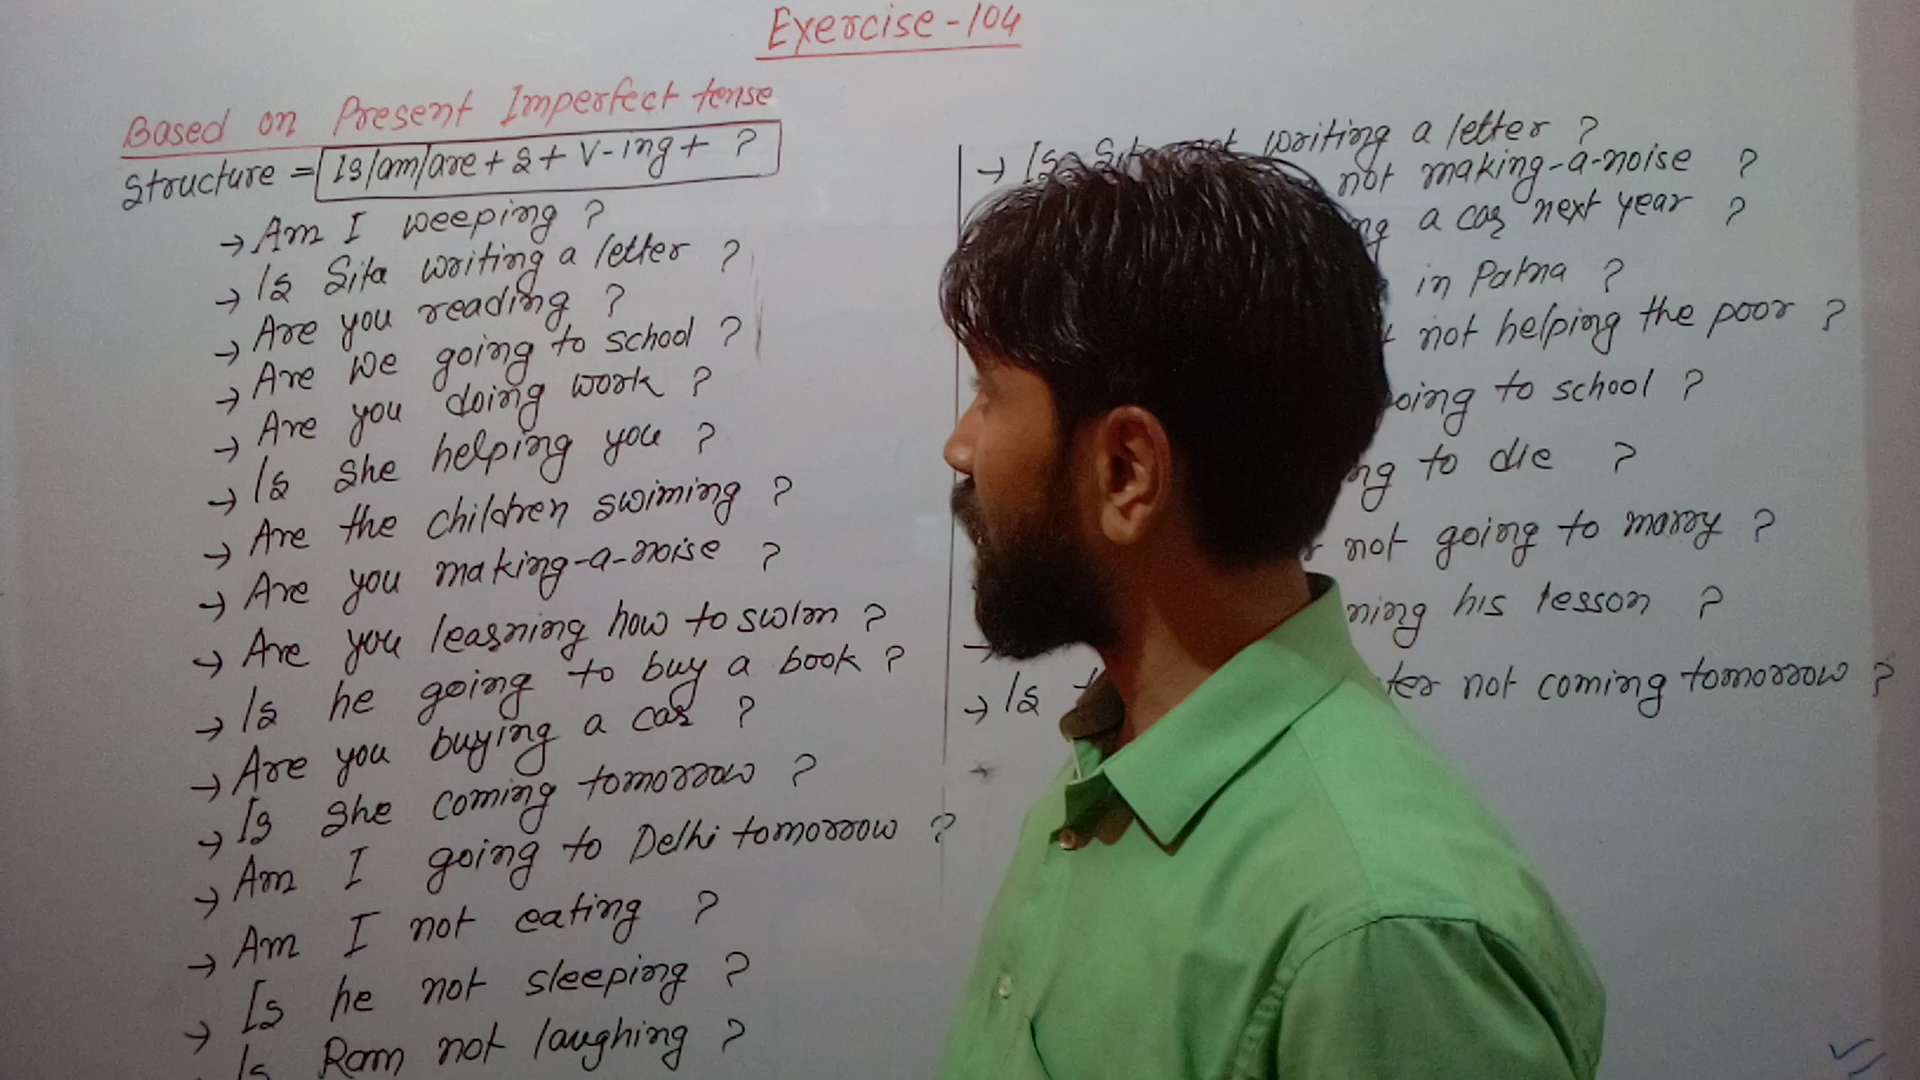 Exercise-104
Based on Present Imperfect tense
Structure = Is/am/are + S + V-ing + ?
→ Am I weeping ?
→ Is Sita writing a letter ?
→ Are you reading ?
→ Are we going to school ?
→ Are you doing work ?
→ Is she helping you ?
→ Are the children swiming ?
→ Are you making-a-noise ?
→ Are you learning how to swim ?
→ Is he going to buy a book ?
→ Are you buying a car ?
→ Is she coming tomorrow ?
→ Am I going to Delhi tomorrow ?
→ Am I not eating ?
→ Is he not sleeping ?
→ Is Ram not laughing ?
→ Is Sita not writing a letter ?
not making-a-noise ?
a car next year ?
in Patna ?
not helping the poor ?
to school ?
to die ?
not going to marry ?
his lesson ?
→ Is not coming tomorrow ?